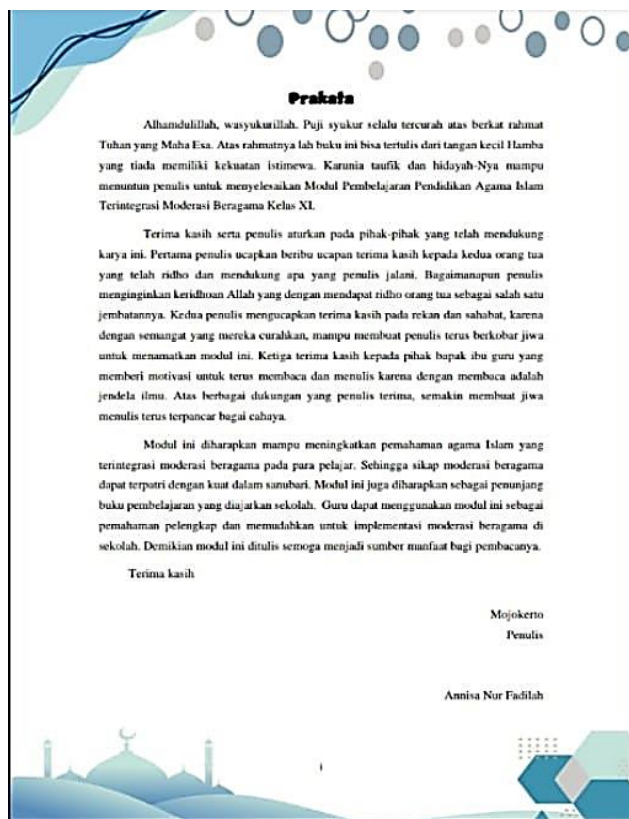 Prakata
Alhamdulillah, wasyukurillah. Puji syukur selalu tercurah atas berkat rahmat
Tuhan yang Maha Esa. Atas rahmatnya lah buku ini bisa tertulis dari tangan kecil Hamba
yang tiada memiliki kekuatan istimewa. Karunia taufik dan hidayah-Nya mampu
menuntun penulis untuk menyelesaikan Modul Pembelajaran Pendidikan Agama Islam
Terintegrasi Moderasi Beragama Kelas XI.
Terima kasih serta penulis aturkan pada pihak-pihak yang telah mendukung
karya ini. Pertama penulis ucapkan beribu ucapan terima kasih kepada kedua orang tua
yang telah ridho dan mendukung apa yang penulis jalani. Bagaimanapun penulis
menginginkan keridhoan Allah yang dengan mendapat ridho orang tua sebagai salah satu
jembatannya. Kedua penulis mengucapkan terima kasih pada rekan dan sahabat, karena
dengan semangat yang mereka curahkan, mampu membuat penulis terus berkobar jiwa
untuk menamatkan modul ini. Ketiga terima kasih kepada pihak bapak ibu guru yang
memberi motivasi untuk terus membaca dan menulis karena dengan membaca adalah
jendela ilmu. Atas berbagai dukungan yang penulis terima, semakin membuat jiwa
menulis terus terpancar bagai cahaya.
Modul ini diharapkan mampu meningkatkan pemahaman agama Islam yang
terintegrasi moderasi beragama pada para pelajar. Sehingga sikap moderasi beragama
dapat terpatri dengan kuat dalam sanubari. Modul ini juga diharapkan sebagai penunjang
buku pembelajaran yang diajarkan sekolah. Guru dapat menggunakan modul ini sebagai
pemahaman pelengkap dan memudahkan untuk implementasi moderasi beragama di
sekolah. Demikian modul ini ditulis semoga menjadi sumber manfaat bagi pembacanya.
Terima kasih
Mojokerto
Penulis
Annisa Nur Fadilah
i